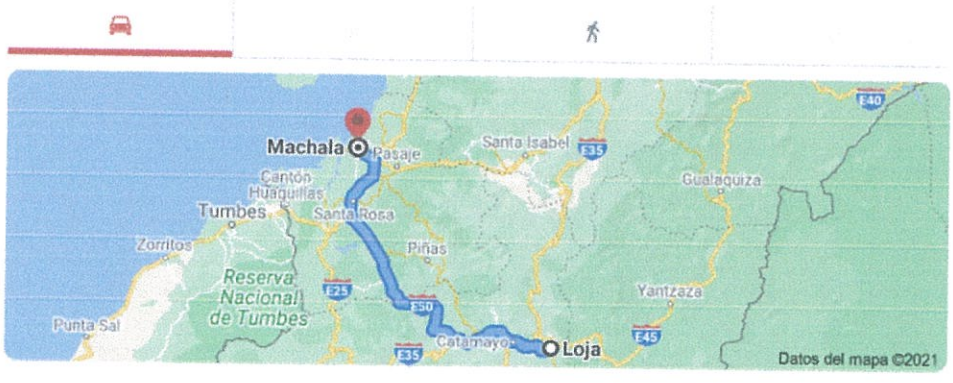 E40
Machala
Pasaje
Santa Isabel
E35
Cantón
Huaquillas
Gualaquiza
Tumbes
Santa Rosa
Zorritos
Piñas
Reserva
Nacional
de Tumbes
E25
E50
Yantzaza
Punta Sal
E45
Catamayo
Loja
E35
Datos del mapa ©2021